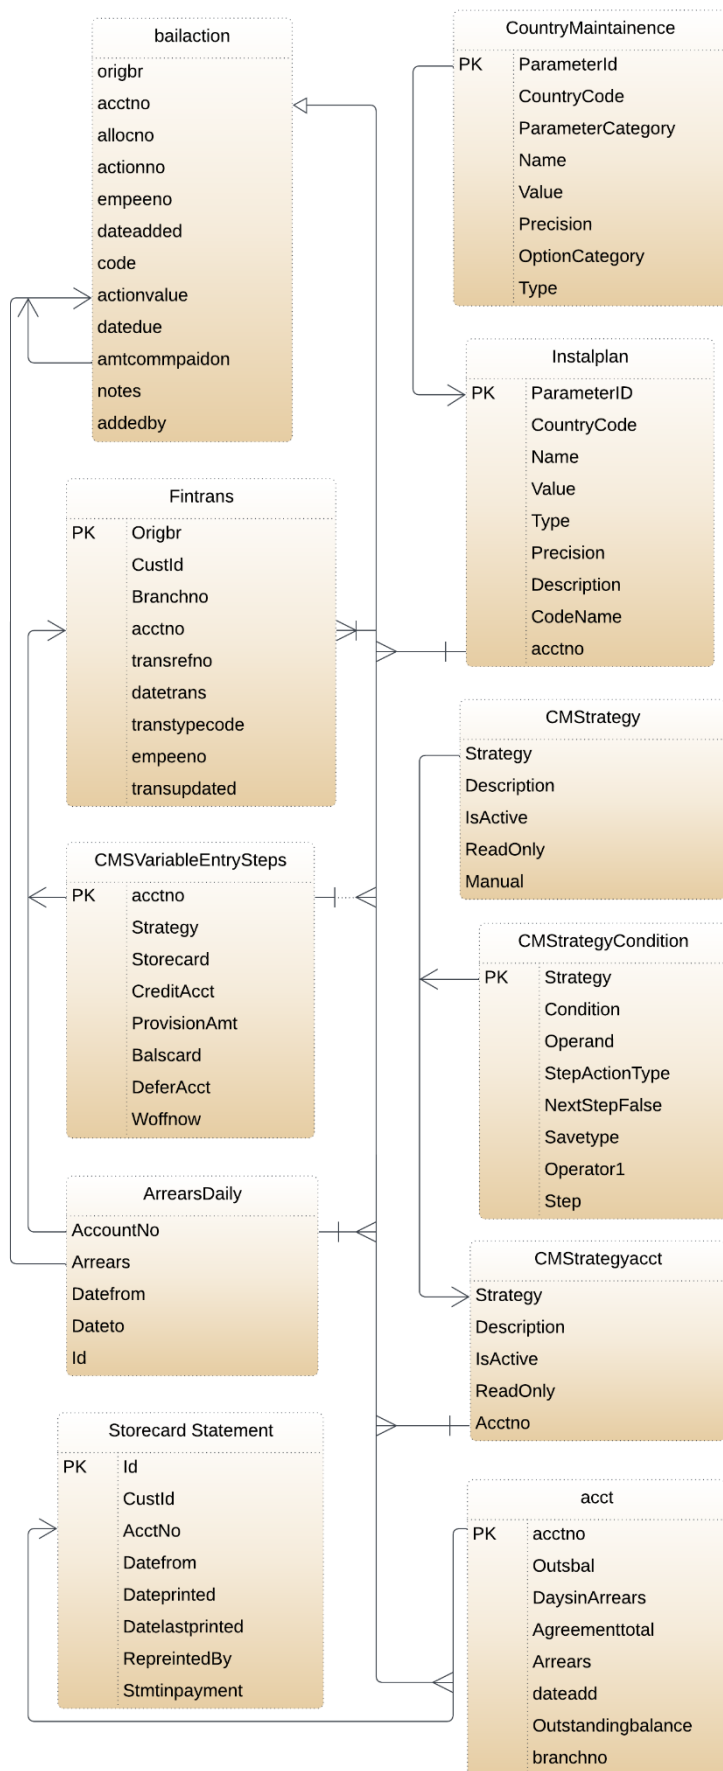 bailaction
origbr
acctno
allocno
actionno
empeeno
dateadded
code
actionvalue
datedue
amtcommpaidon
notes
addedby
CountryMaintainence
PK ParameterId
CountryCode
ParameterCategory
Name
Value
Precision
OptionCategory
Type
Instalplan
PK ParameterID
CountryCode
Name
Value
Type
Precision
Description
CodeName
acctno
Fintrans
PK Origbr
CustId
Branchno
acctno
transrefno
datetrans
transtypecode
empeeno
transupdated
CMStrategy
Strategy
Description
IsActive
ReadOnly
Manual
CMSVariableEntrySteps
PK acctno
Strategy
Storecard
CreditAcct
ProvisionAmt
Balscard
DeferAcct
Woffnow
CMStrategyCondition
PK Strategy
Condition
Operand
StepActionType
NextStepFalse
Savetype
Operator1
Step
ArrearsDaily
AccountNo
Arrears
Datefrom
Dateto
Id
CMStrategyacct
Strategy
Description
IsActive
ReadOnly
Acctno
Storecard Statement
PK Id
CustId
AcctNo
Datefrom
Dateprinted
Datelastprinted
RepreintedBy
Stmtinpayment
acct
PK acctno
Outsbal
DaysinArrears
Agreementtotal
Arrears
dateadd
Outstandingbalance
branchno